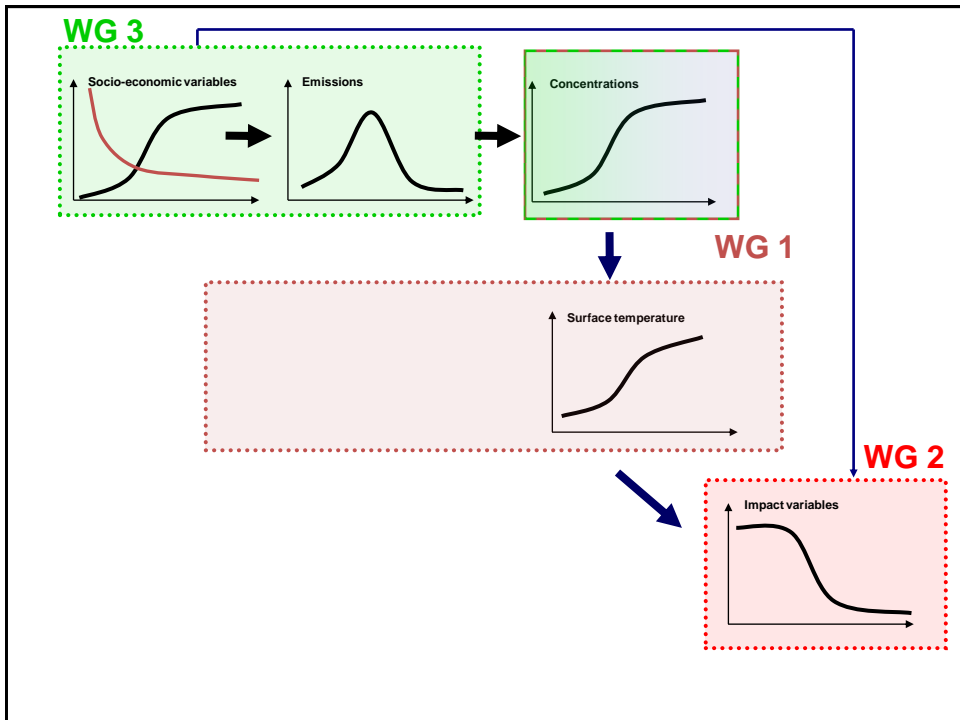 WG 3
Socio-economic variables
Emissions
Concentrations
WG 1
Surface temperature
WG 2
Impact variables